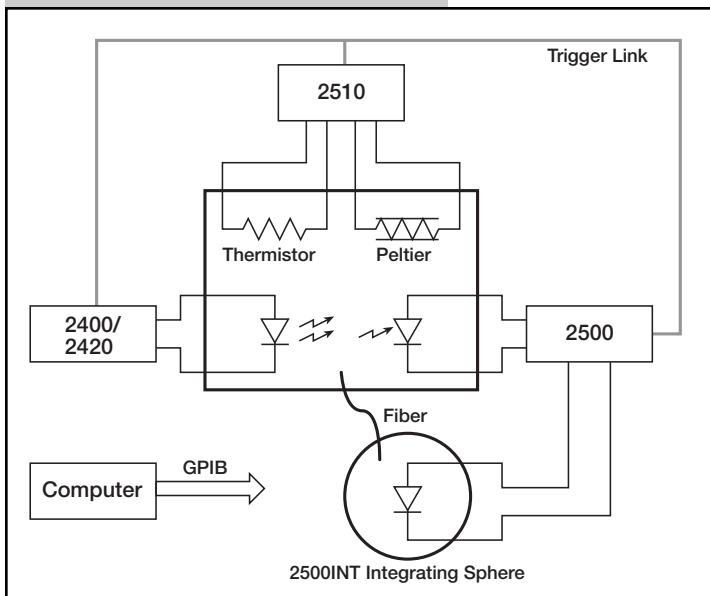 Trigger Link
2510
Thermistor
Peltier
2400/
2420
2500
Fiber
GPIB
Computer
2500INT Integrating Sphere